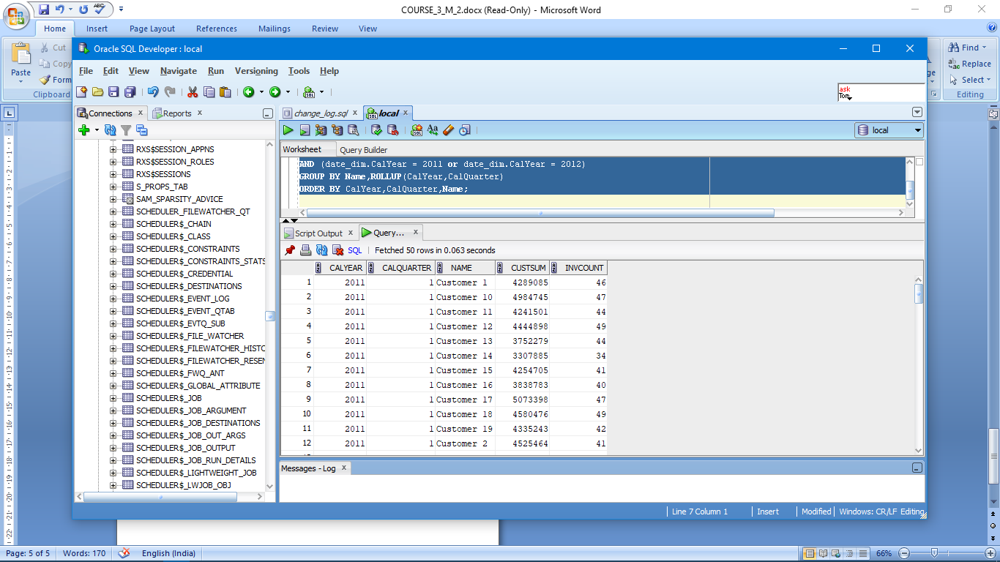 COURSE_3_M_2.docx (Read-Only) - Microsoft Word
Home Insert Page Layout References Mailings Review View
Cut
Copy
Paste
Form
Clipboard
Find
Replace
Select
Editing
ge
Oracle SQL Developer : local
File Edit View Navigate Run Versioning Tools Help
ask
Tom
Connections x Reports x
change_log.sql x local x
local
Worksheet Query Builder
AND (date_dim.CalYear = 2011 or date_dim.CalYear = 2012)
GROUP BY Name,ROLLUP(CalYear,CalQuarter)
ORDER BY CalYear,CalQuarter,Name;
RXS$SESSION_APPNS
RXS$SESSION_ROLES
RXS$SESSIONS
S_PROPS_TAB
SAM_SPARSITY_ADVICE
SCHEDULER_FILEWATCHER_QT
SCHEDULER$_CHAIN
SCHEDULER$_CLASS
SCHEDULER$_CONSTRAINTS
SCHEDULER$_CONSTRAINTS_STATS
SCHEDULER$_CREDENTIAL
SCHEDULER$_DESTINATIONS
SCHEDULER$_EVENT_LOG
SCHEDULER$_EVENT_QTAB
SCHEDULER$_EVTQ_SUB
SCHEDULER$_FILE_WATCHER
SCHEDULER$_FILEWATCHER_HISTO
SCHEDULER$_FILEWATCHER_RESEN
SCHEDULER$_FWQ_ANT
SCHEDULER$_GLOBAL_ATTRIBUTE
SCHEDULER$_JOB
SCHEDULER$_JOB_ARGUMENT
SCHEDULER$_JOB_DESTINATIONS
SCHEDULER$_JOB_OUT_ARGS
SCHEDULER$_JOB_OUTPUT
SCHEDULER$_JOB_RUN_DETAILS
SCHEDULER$_LIGHTWEIGHT_JOB
SCHEDULER$_LWJOB_OBJ
Script Output x Query... x
SQL Fetched 50 rows in 0.063 seconds
CALYEAR CALQUARTER NAME CUSTSUM INVCOUNT
1 2011 1 Customer 1 4289085 46
2 2011 1 Customer 10 4984745 47
3 2011 1 Customer 11 4241501 44
4 2011 1 Customer 12 4444898 49
5 2011 1 Customer 13 3752279 44
6 2011 1 Customer 14 3307885 34
7 2011 1 Customer 15 4254705 41
8 2011 1 Customer 16 3838783 40
9 2011 1 Customer 17 5073398 47
10 2011 1 Customer 18 4580476 49
11 2011 1 Customer 19 4335243 42
12 2011 1 Customer 2 4525464 41
Messages - Log x
Line 7 Column 1 Insert Modified Windows: CR/LF Editing
Page: 5 of 5 Words: 170 English (India) 66%